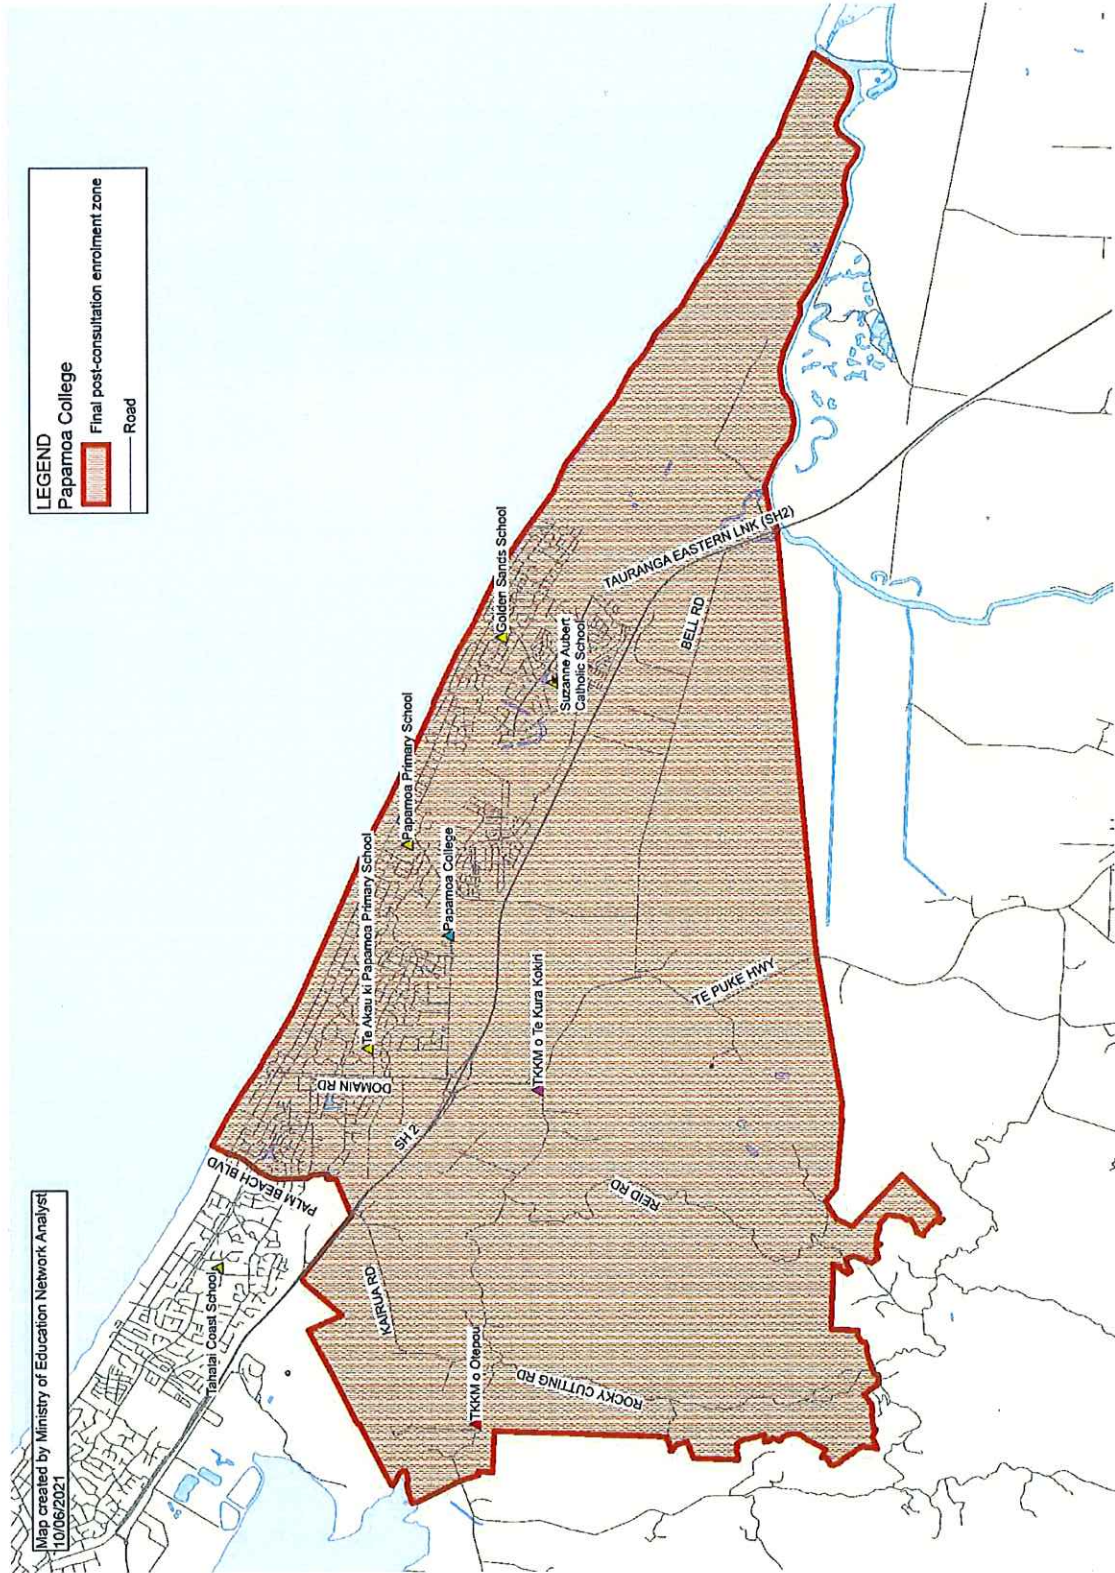 Map created by Ministry of Education Network Analyst
10/06/2021
LEGEND
Papamoa College
Final post-consultation enrolment zone
Road
Tahatai Coast School
PALM BEACH BLVD
DOMAIN RD
Te Akau ki Papamoa Primary School
Papamoa Primary School
Golden Sands School
SH 2
Papamoa College
Suzanne Aubert
Catholic School
TAURANGA EASTERN LNK (SH2)
KAIRUA RD
TKKM o Te Kura Kokiri
BELL RD
TKKM o Otepou
REID RD
TE PUKE HWY
ROCKY CUTTING RD